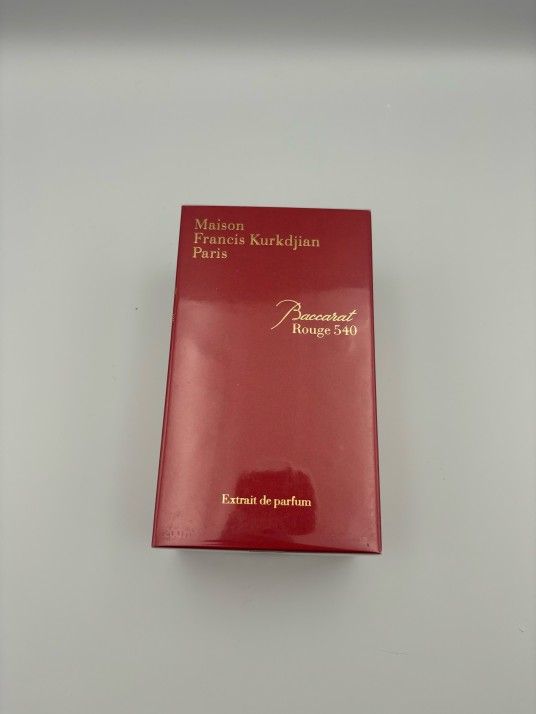 Maison
Francis Kurkdjian
Paris
Baccarat
Rouge 540
Extrait de parfum